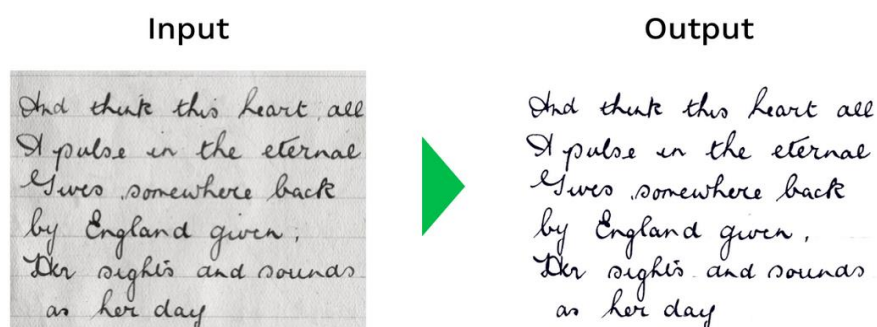 Input
And think this heart, all
A pulse in the eternal
Gives somewhere back
by England given,
Her sights and sounds
as her day
Output
And think this heart all
A pulse in the eternal
Gives somewhere back
by England given,
Her sights and sounds
as her day